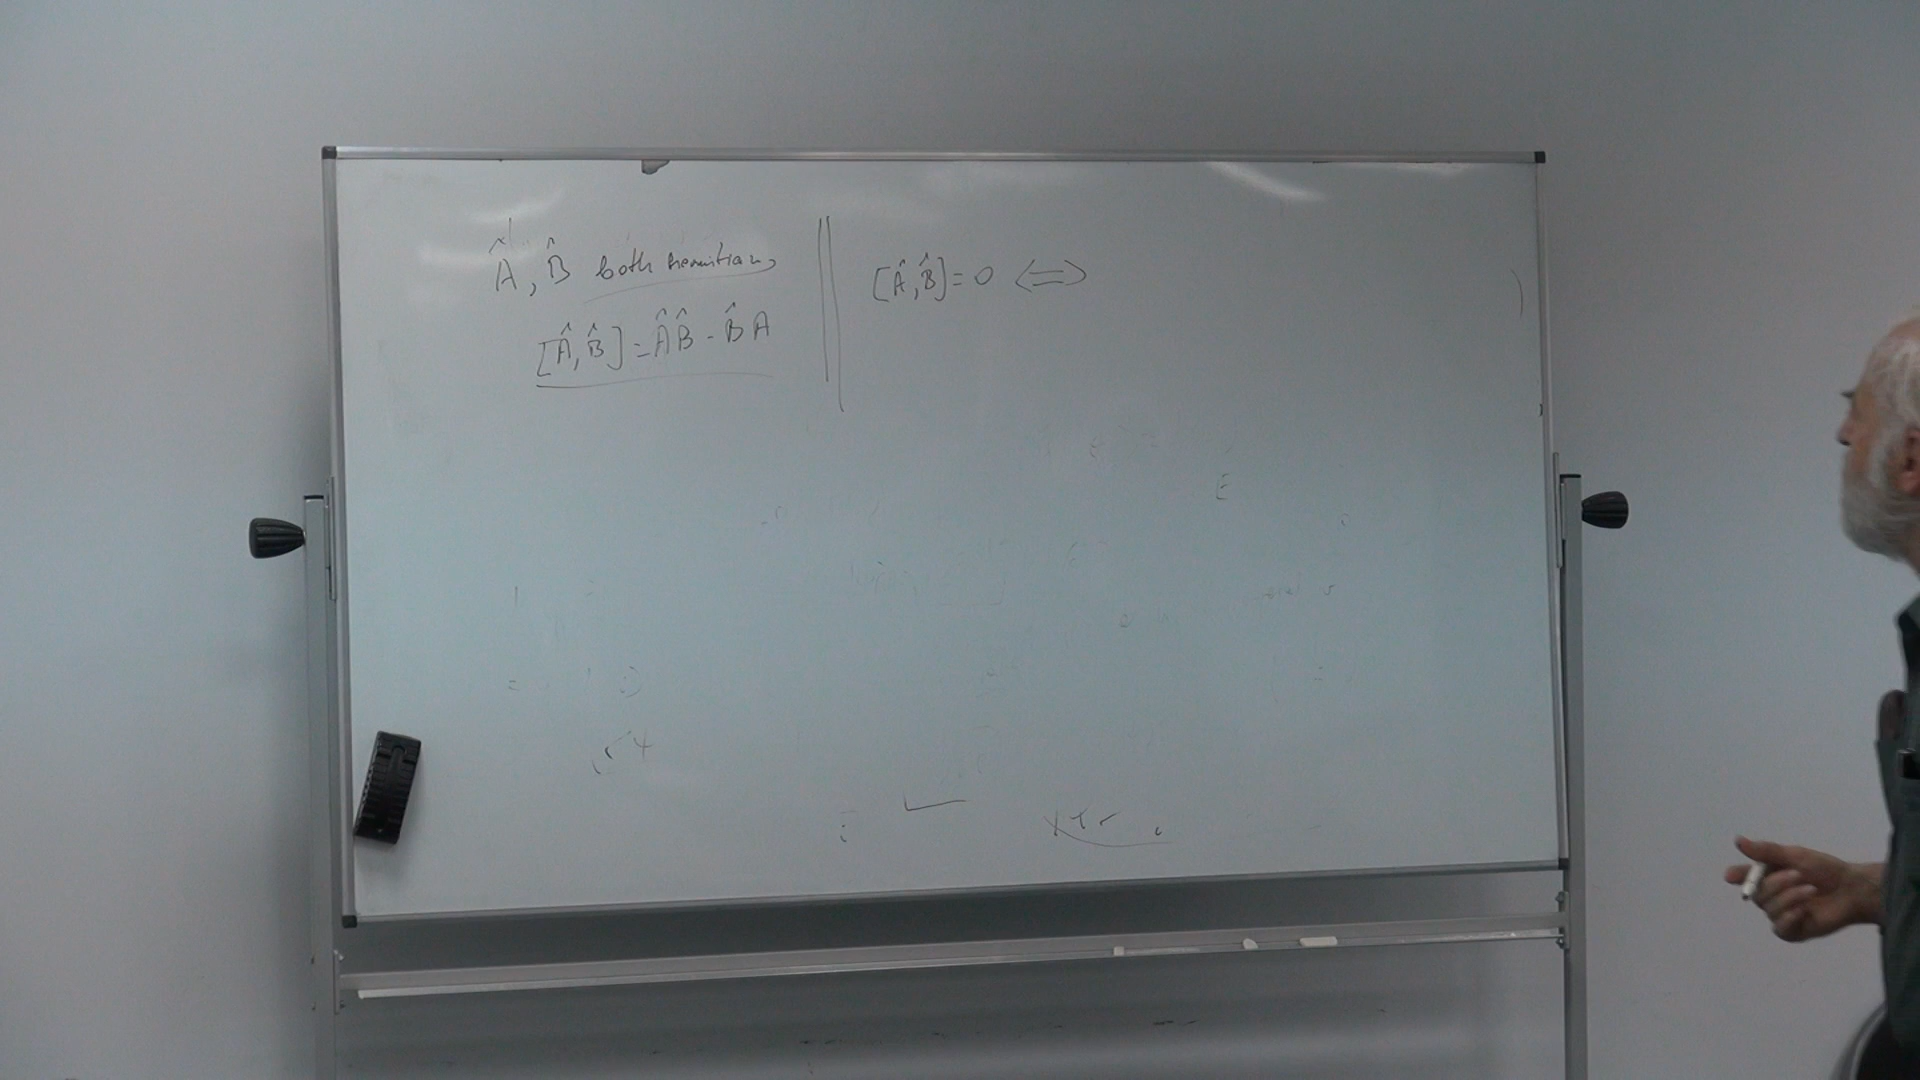 Â, B̂ both hermitian,
[Â, B̂] = ÂB̂ - B̂A
[Â, B̂] = 0 <=>